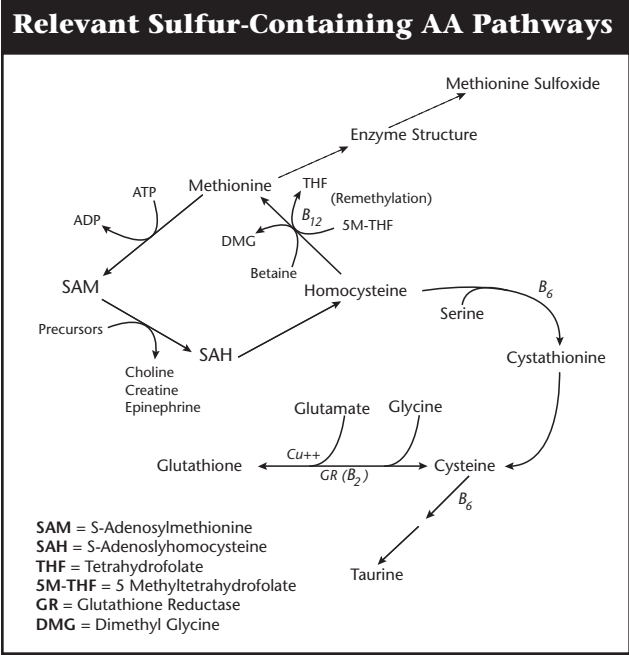 Relevant Sulfur-Containing AA Pathways
Methionine Sulfoxide
Enzyme Structure
Methionine
THF
(Remethylation)
ATP
ADP
B12
5M-THF
DMG
Betaine
SAM
Homocysteine
B6
Serine
Precursors
SAH
Cystathionine
Choline
Creatine
Epinephrine
Glutamate
Glycine
Cu++
Glutathione
GR (B2)
Cysteine
B6
Taurine
SAM = S-Adenosylmethionine
SAH = S-Adenoslyhomocysteine
THF = Tetrahydrofolate
5M-THF = 5 Methyltetrahydrofolate
GR = Glutathione Reductase
DMG = Dimethyl Glycine